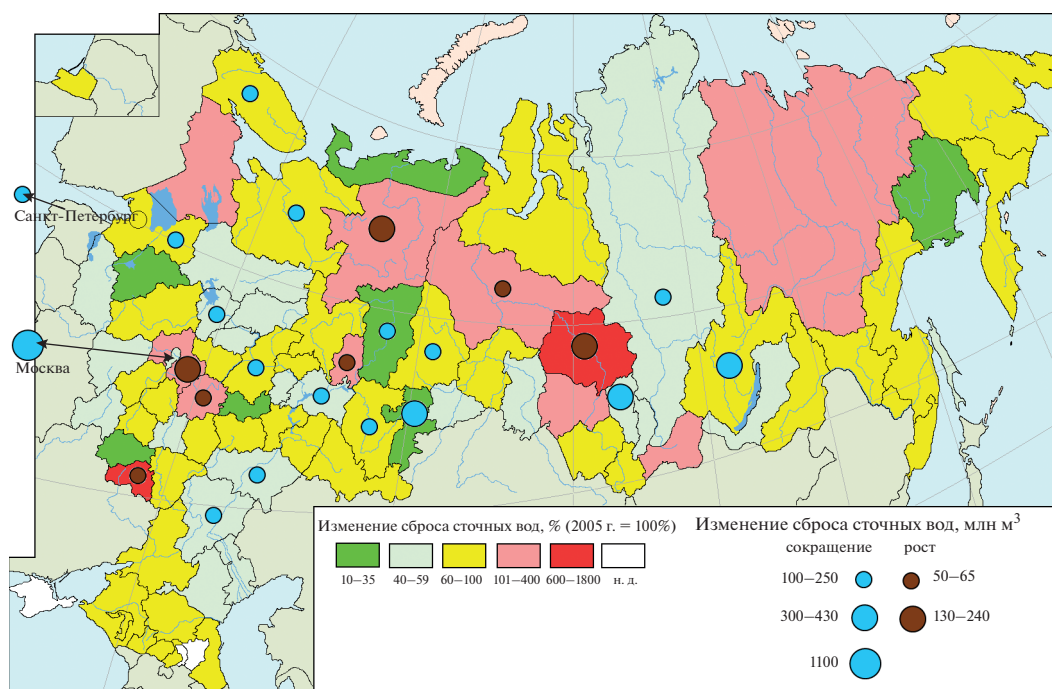 Санкт-Петербург
Москва
Изменение сброса сточных вод, % (2005 г. = 100%)
10–35 40–59 60–100 101–400 600–1800 н. д.
Изменение сброса сточных вод, млн м³
сокращение рост
100–250 50–65
300–430 130–240
1100